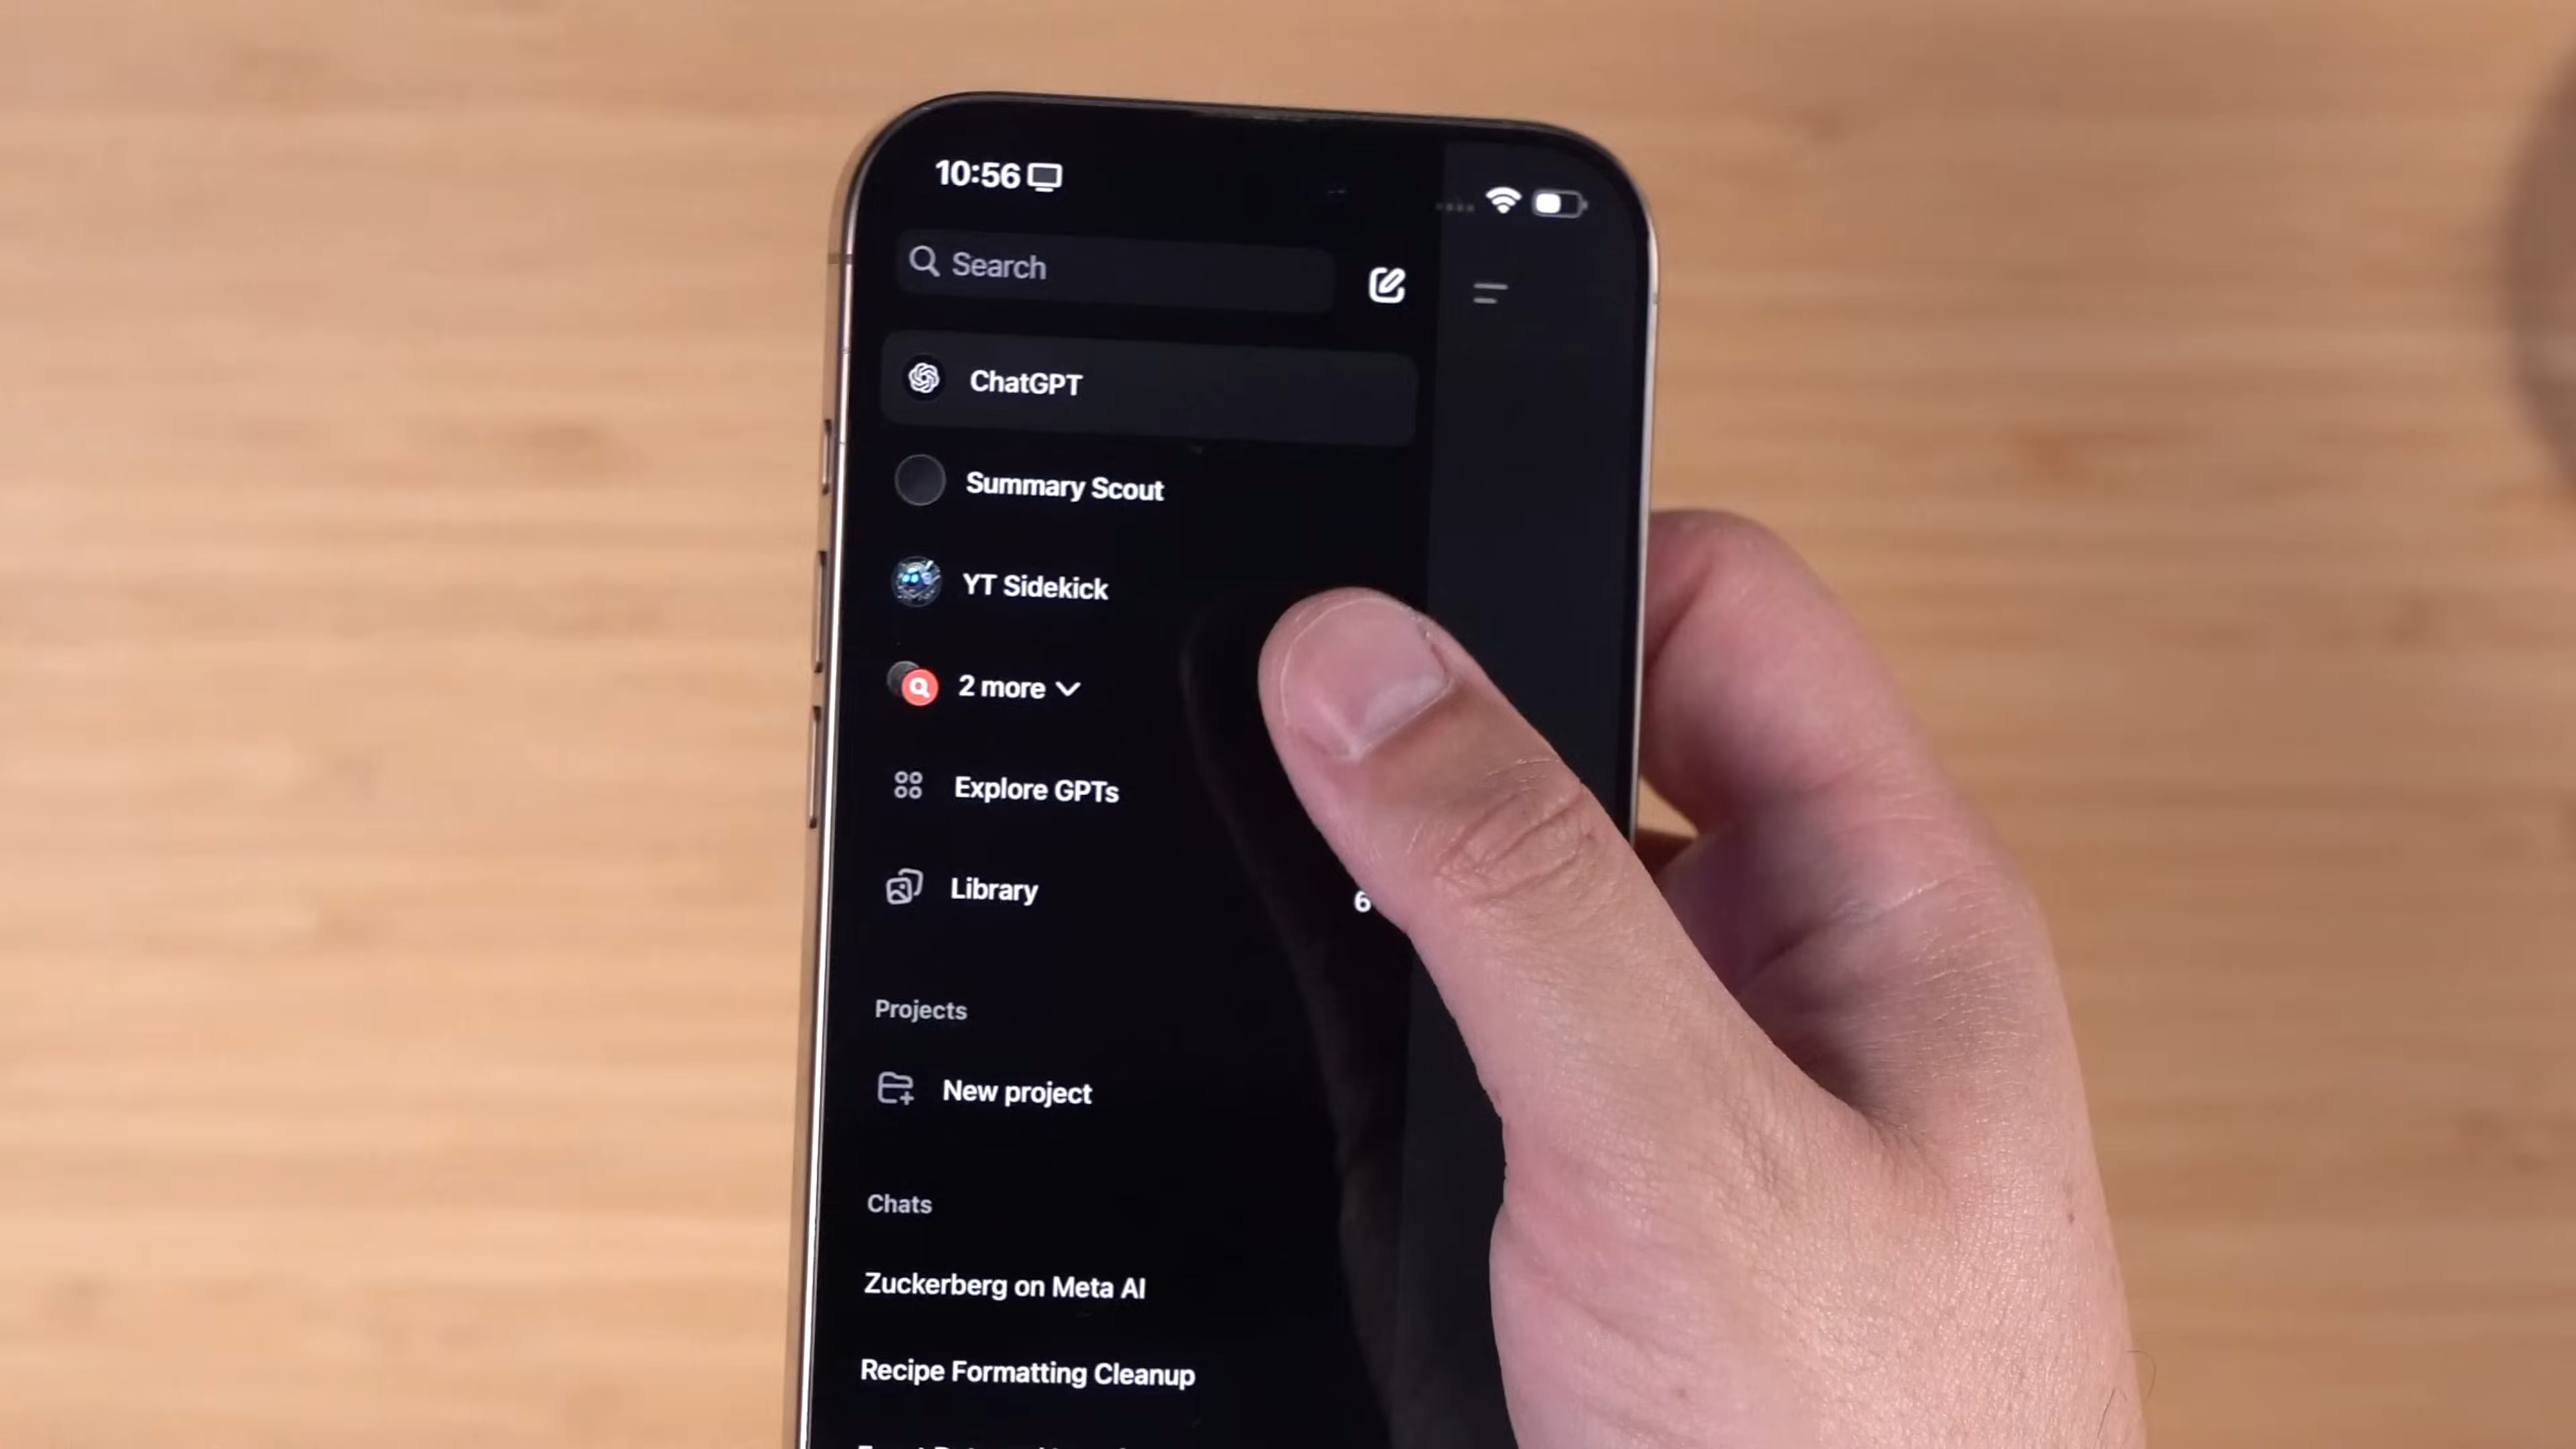 10:56
Search
ChatGPT
Summary Scout
YT Sidekick
2 more
Explore GPTs
Library
6
Projects
New project
Chats
Zuckerberg on Meta AI
Recipe Formatting Cleanup